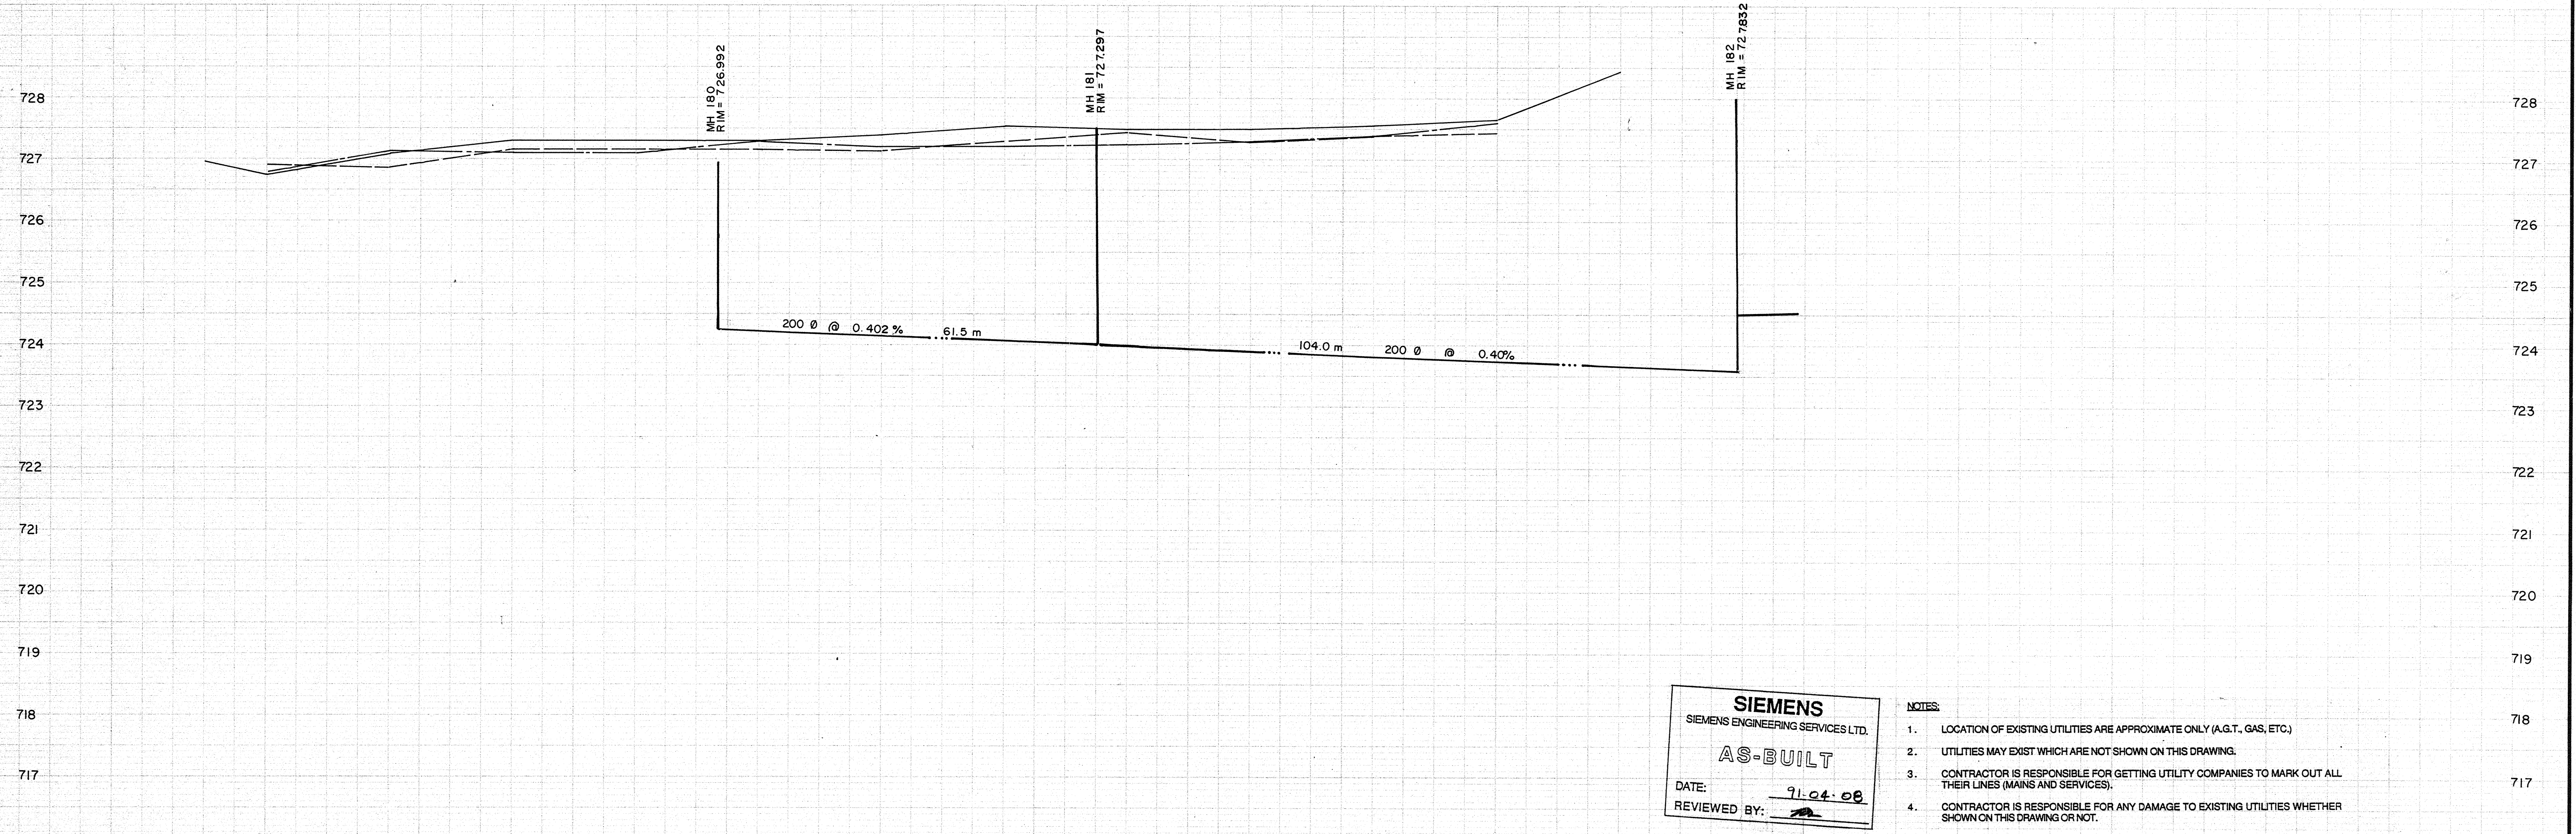 MH 180
RIM = 726.992
MH 181
RIM = 727.297
MH 182
RIM = 727.832
728
727
726
725
724
723
722
721
720
719
718
717
728
727
726
725
724
723
722
721
720
719
718
717
200 Ø @ 0.402 % 61.5 m
104.0 m 200 Ø @ 0.40%
SIEMENS
SIEMENS ENGINEERING SERVICES LTD.
AS-BUILT
DATE: 91-04-08
REVIEWED BY:
NOTES:
1. LOCATION OF EXISTING UTILITIES ARE APPROXIMATE ONLY (A.G.T., GAS, ETC.)
2. UTILITIES MAY EXIST WHICH ARE NOT SHOWN ON THIS DRAWING.
3. CONTRACTOR IS RESPONSIBLE FOR GETTING UTILITY COMPANIES TO MARK OUT ALL
THEIR LINES (MAINS AND SERVICES).
4. CONTRACTOR IS RESPONSIBLE FOR ANY DAMAGE TO EXISTING UTILITIES WHETHER
SHOWN ON THIS DRAWING OR NOT.